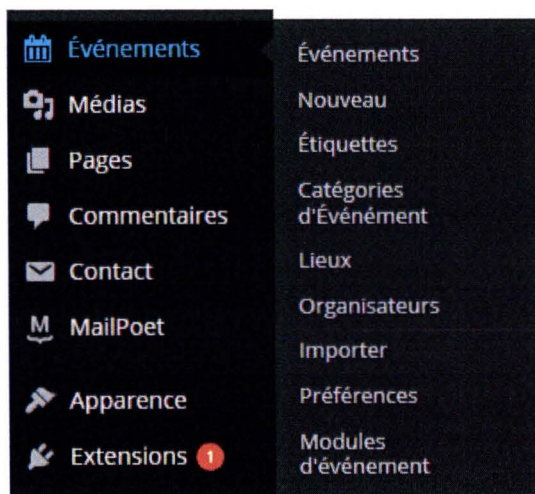 Événements
Médias
Pages
Commentaires
Contact
MailPoet
Apparence
Extensions 1
Événements
Nouveau
Étiquettes
Catégories
d'Événément
Lieux
Organisateurs
Importer
Préférences
Modules
d'événement